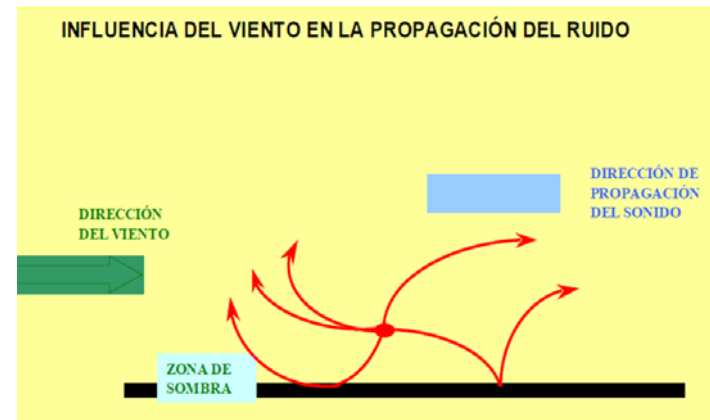 INFLUENCIA DEL VIENTO EN LA PROPAGACIÓN DEL RUIDO
DIRECCIÓN DE
PROPAGACIÓN
DEL SONIDO
DIRECCIÓN
DEL VIENTO
ZONA DE
SOMBRA